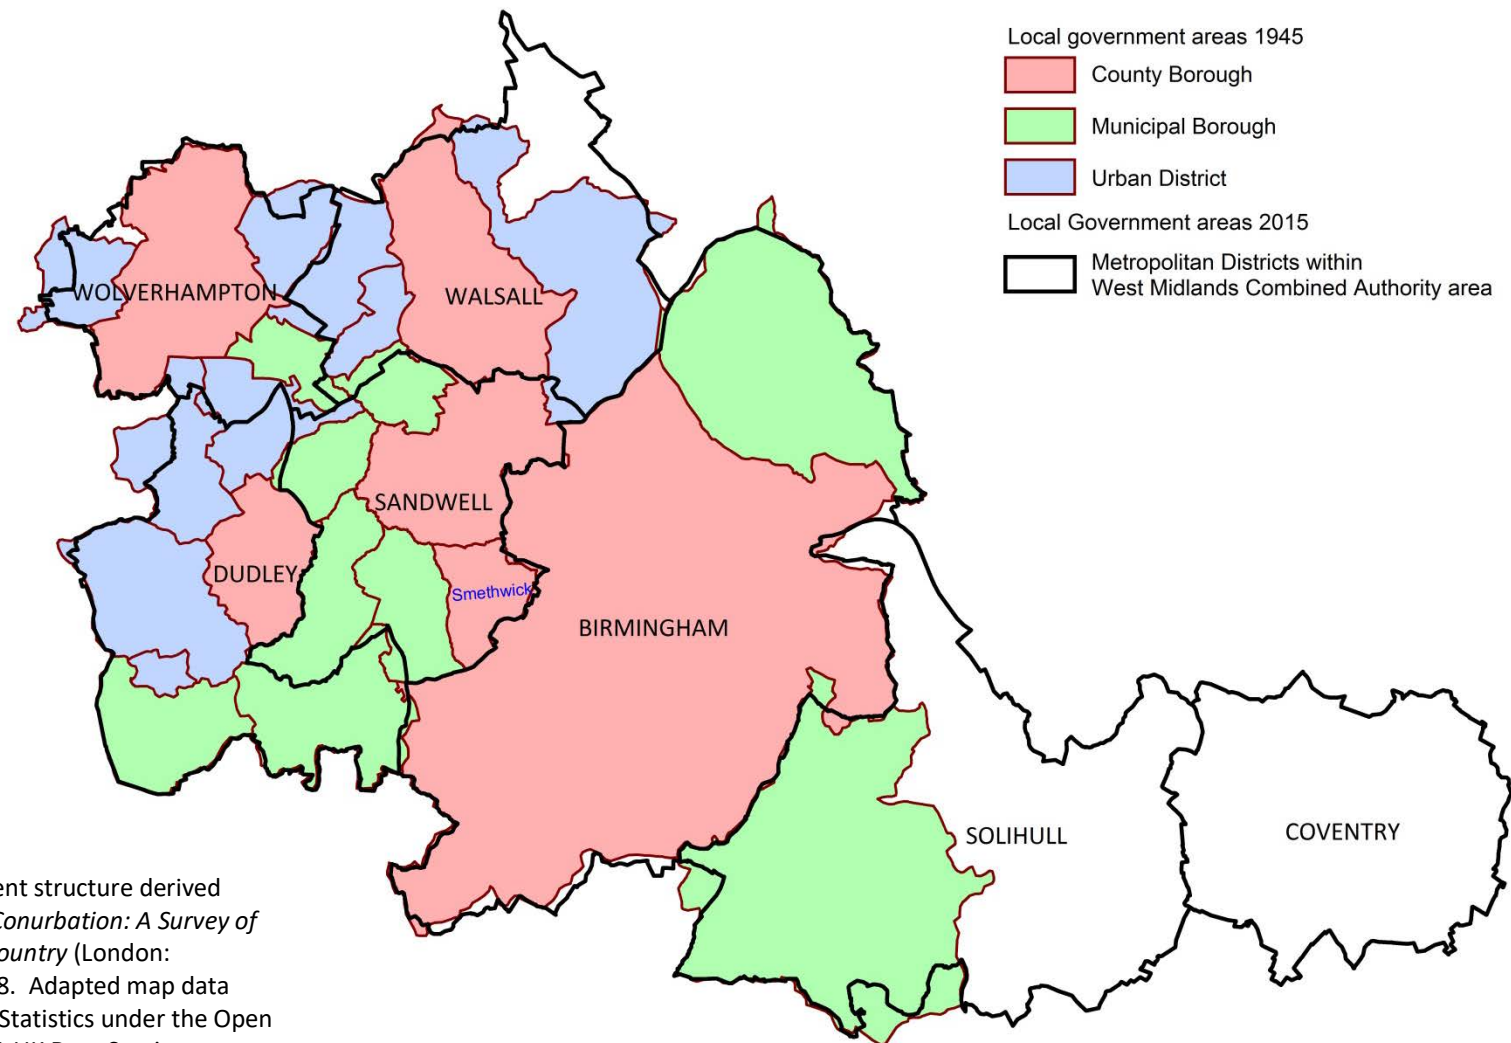 Local government areas 1945
County Borough
Municipal Borough
Urban District
Local Government areas 2015
Metropolitan Districts within
West Midlands Combined Authority area
WOLVERHAMPTON
WALSALL
SANDWELL
DUDLEY
Smethwick
BIRMINGHAM
SOLIHULL
COVENTRY
ent structure derived
Conurbation: A Survey of
ountry (London:
8. Adapted map data
Statistics under the Open